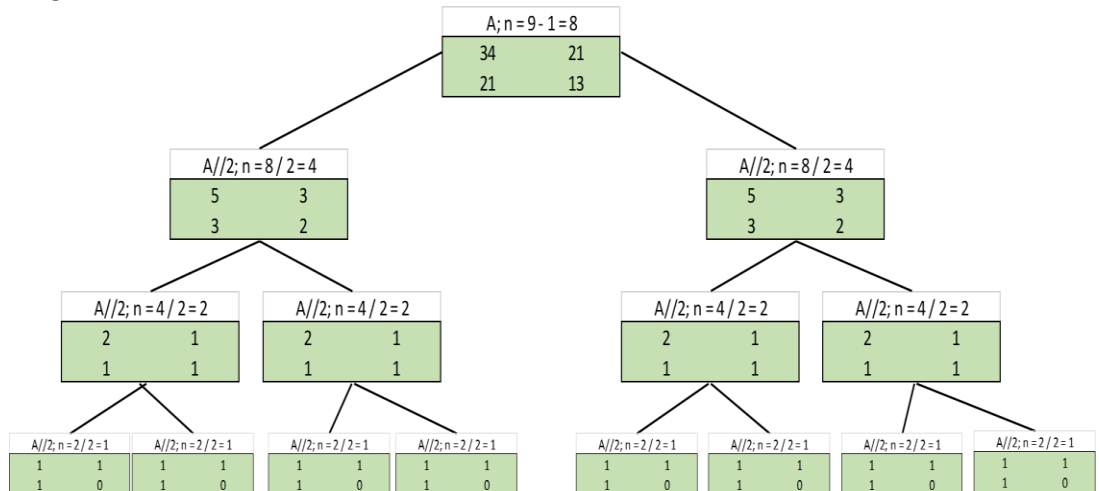 A; n = 9 - 1 = 8
34 21
21 13
A//2; n = 8 / 2 = 4
5 3
3 2
A//2; n = 8 / 2 = 4
5 3
3 2
A//2; n = 4 / 2 = 2
2 1
1 1
A//2; n = 4 / 2 = 2
2 1
1 1
A//2; n = 4 / 2 = 2
2 1
1 1
A//2; n = 4 / 2 = 2
2 1
1 1
A//2; n = 2 / 2 = 1
1 1
1 0
A//2; n = 2 / 2 = 1
1 1
1 0
A//2; n = 2 / 2 = 1
1 1
1 0
A//2; n = 2 / 2 = 1
1 1
1 0
A//2; n = 2 / 2 = 1
1 1
1 0
A//2; n = 2 / 2 = 1
1 1
1 0
A//2; n = 2 / 2 = 1
1 1
1 0
A//2; n = 2 / 2 = 1
1 1
1 0